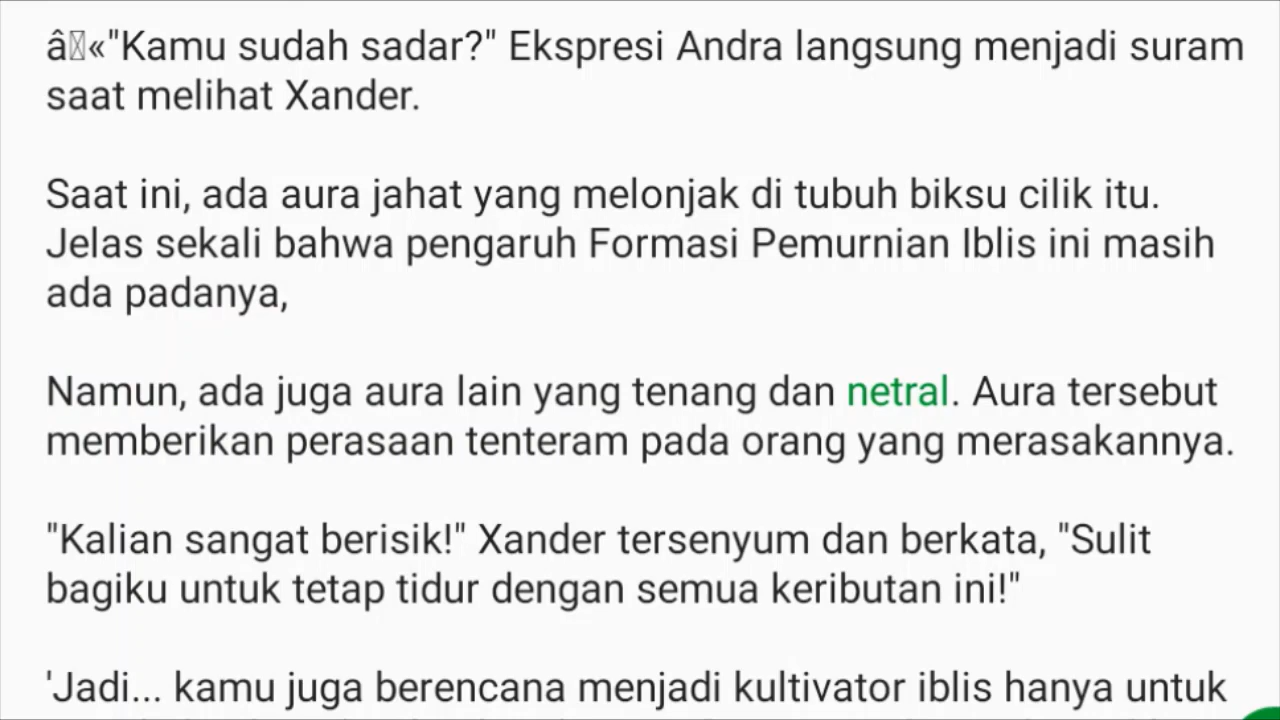 â«"Kamu sudah sadar?" Ekspresi Andra langsung menjadi suram
saat melihat Xander.
Saat ini, ada aura jahat yang melonjak di tubuh biksu cilik itu.
Jelas sekali bahwa pengaruh Formasi Pemurnian Iblis ini masih
ada padanya,
Namun, ada juga aura lain yang tenang dan netral. Aura tersebut
memberikan perasaan tenteram pada orang yang merasakannya.
"Kalian sangat berisik!" Xander tersenyum dan berkata, "Sulit
bagiku untuk tetap tidur dengan semua keributan ini!"
'Jadi... kamu juga berencana menjadi kultivator iblis hanya untuk